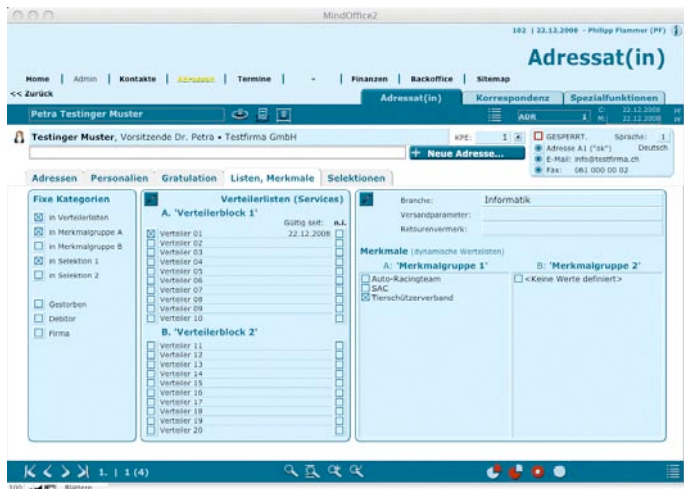 MindOffice2
102 | 22.12.2008 - Philipp Flammer (PF)
Adressat(in)
Home | Admin | Kontakte | Adressen | Termine | - | Finanzen | Backoffice | Sitemap
<< Zurück
Adressat(in) Korrespondenz Spezialfunktionen
Petra Testinger Muster ADR 1 C: 22.12.2008 PF
M: 22.12.2008 PF
Testinger Muster, Vorsitzende Dr. Petra • Testfirma GmbH KPE: 1
GESPERRT. Sprache: 1
Adresse A1 ("ok") Deutsch
+ Neue Adresse...
E-Mail: info@testfirma.ch
Fax: 061 000 00 02
Adressen Personalien Gratulation Listen, Merkmale Selektionen
Fixe Kategorien
in Verteilerlisten
in Merkmalgruppe A
in Merkmalgruppe B
in Selektion 1
in Selektion 2
Gestorben
Debitor
Firma
Verteilerlisten (Services)
A. 'Verteilerblock 1'
Gültig seit: n.i.
Verteiler 01 22.12.2008
Verteiler 02
Verteiler 03
Verteiler 04
Verteiler 05
Verteiler 06
Verteiler 07
Verteiler 08
Verteiler 09
Verteiler 10
B. 'Verteilerblock 2'
Verteiler 11
Verteiler 12
Verteiler 13
Verteiler 14
Verteiler 15
Verteiler 16
Verteiler 17
Verteiler 18
Verteiler 19
Verteiler 20
Branche: Informatik
Versandparameter:
Retourenvermerk:
Merkmale (dynamische Wertelisten)
A: 'Merkmalgruppe 1'
Auto-Racingteam
SAC
Tierschützerverband
B: 'Merkmalgruppe 2'
<Keine Werte definiert>
1. | 1 (4)
100 Blättern